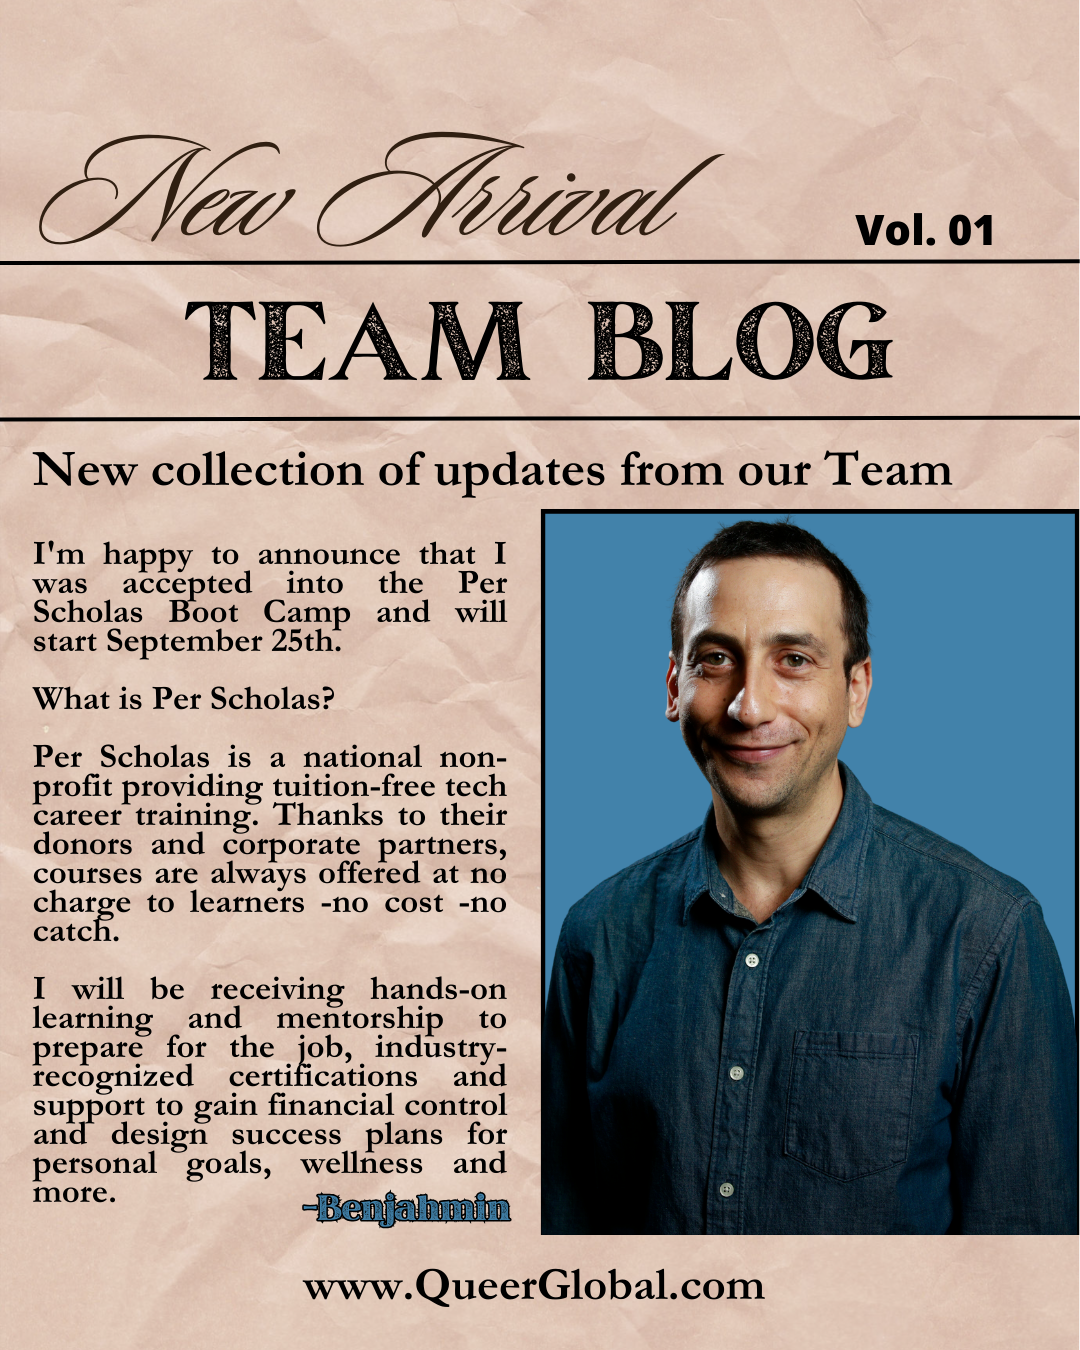 New Arrival
Vol. 01
TEAM BLOG
New collection of updates from our Team
I'm happy to announce that I
was accepted into the Per
Scholas Boot Camp and will
start September 25th.
What is Per Scholas?
Per Scholas is a national non-
profit providing tuition-free tech
career training. Thanks to their
donors and corporate partners,
courses are always offered at no
charge to learners -no cost -no
catch.
I will be receiving hands-on
learning and mentorship to
prepare for the job, industry-
recognized certifications and
support to gain financial control
and design success plans for
personal goals, wellness and
more.
-Benjahmin
www.QueerGlobal.com